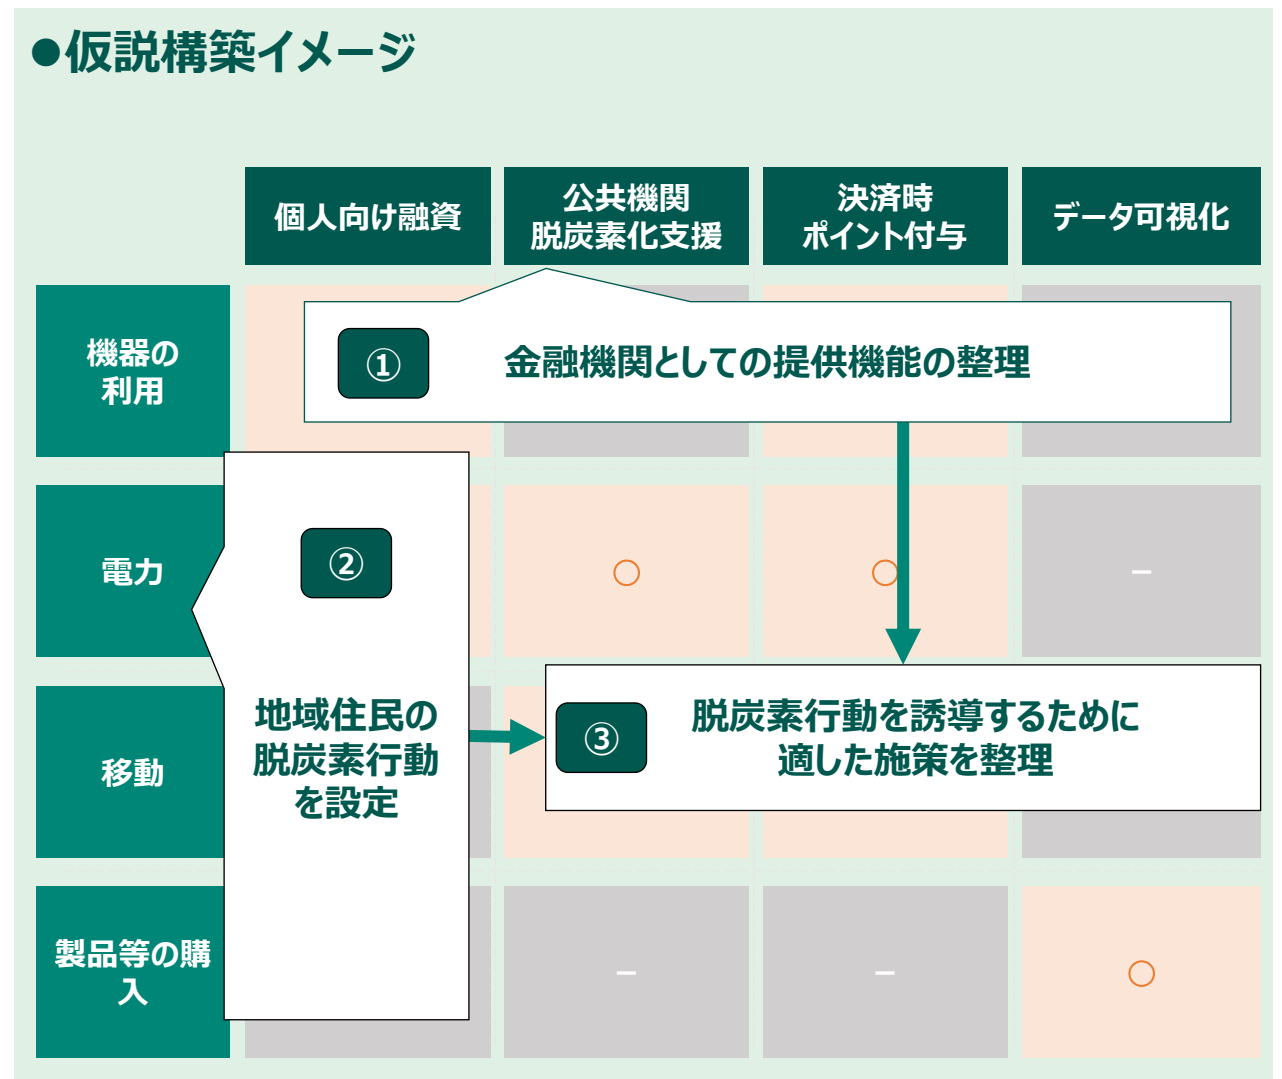 ●仮説構築イメージ
個人向け融資
公共機関
脱炭素化支援
決済時
ポイント付与
データ可視化
機器の
利用
① 金融機関としての提供機能の整理
電力
②
○
○
－
地域住民の
脱炭素行動
を設定
移動
③
脱炭素行動を誘導するために
適した施策を整理
製品等の購
入
－
－
○